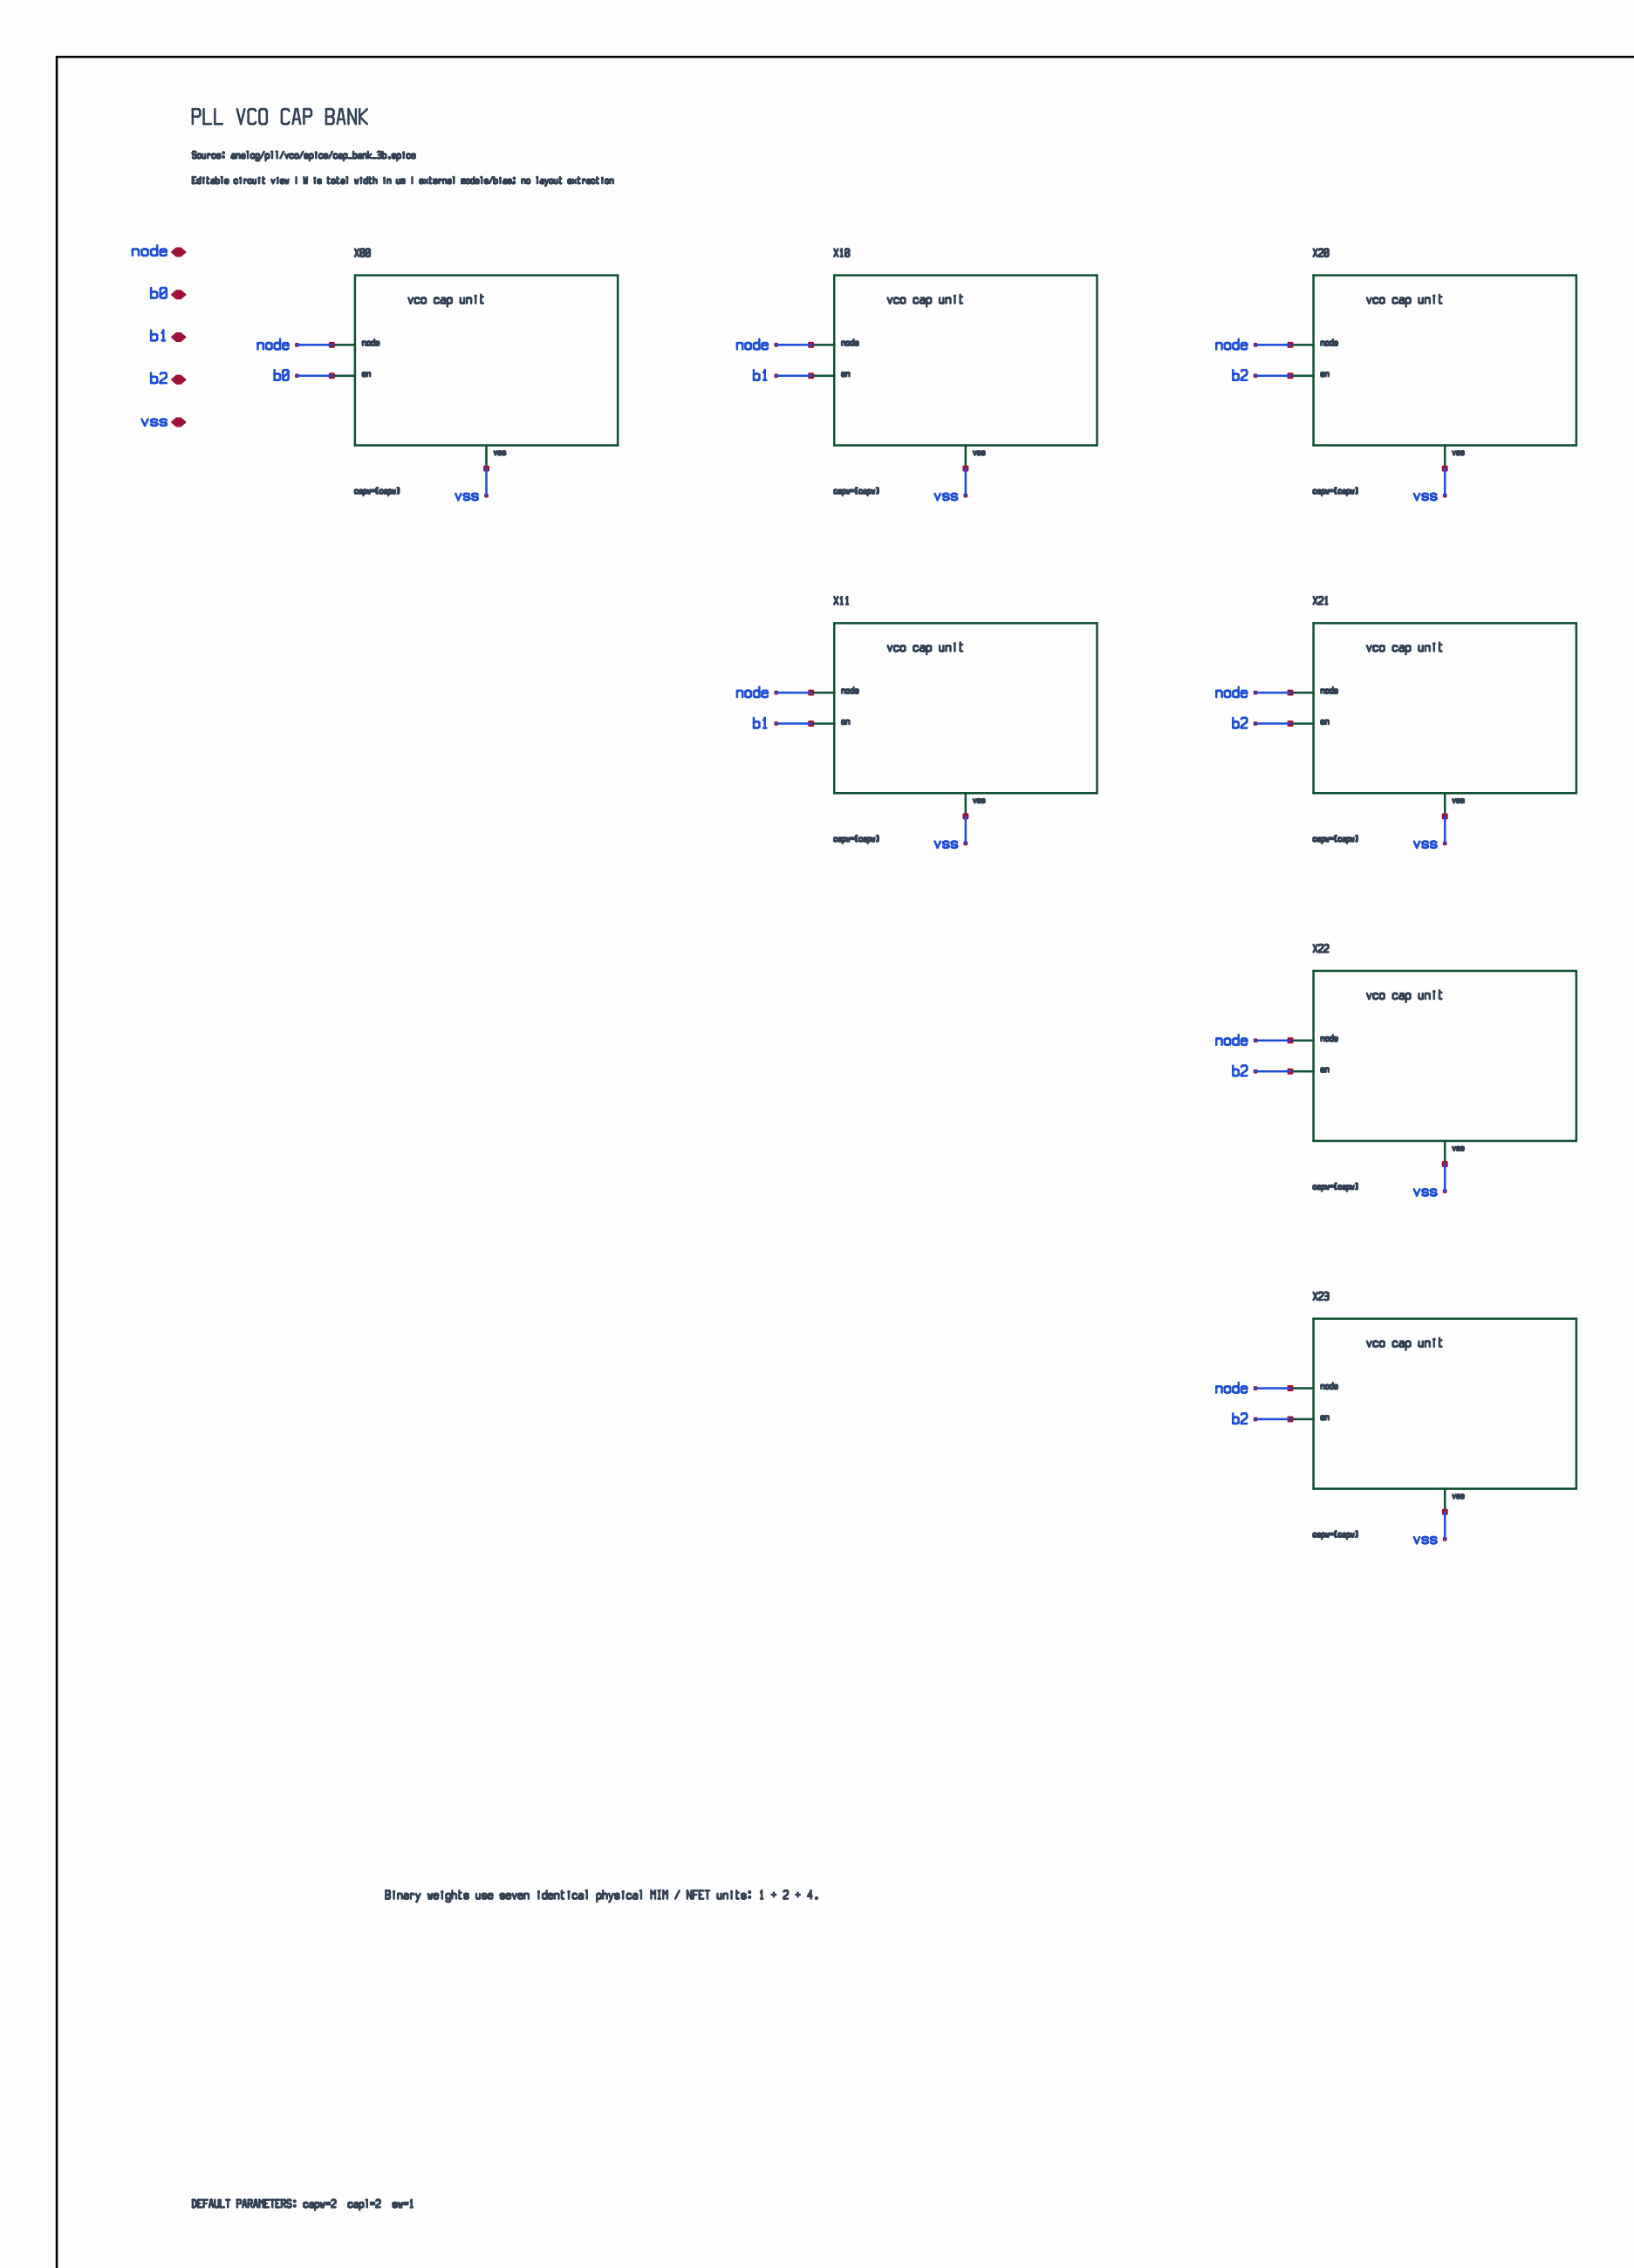 PLL VCO CAP BANK
Source: analog/pll/vco/spice/cap_bank_3b.spice
Editable circuit view | W is total width in um | external models/bias; no layout extraction
node
b0
b1
b2
vss
X00
vco cap unit
node
node
b0
en
vss
capw={capw}
vss
X10
vco cap unit
node
node
b1
en
vss
capw={capw}
vss
X20
vco cap unit
node
node
b2
en
vss
capw={capw}
vss
X11
vco cap unit
node
node
b1
en
vss
capw={capw}
vss
X21
vco cap unit
node
node
b2
en
vss
capw={capw}
vss
X22
vco cap unit
node
node
b2
en
vss
capw={capw}
vss
X23
vco cap unit
node
node
b2
en
vss
capw={capw}
vss
Binary weights use seven identical physical MIM / NFET units: 1 + 2 + 4.
DEFAULT PARAMETERS: capw=2 capl=2 sw=1